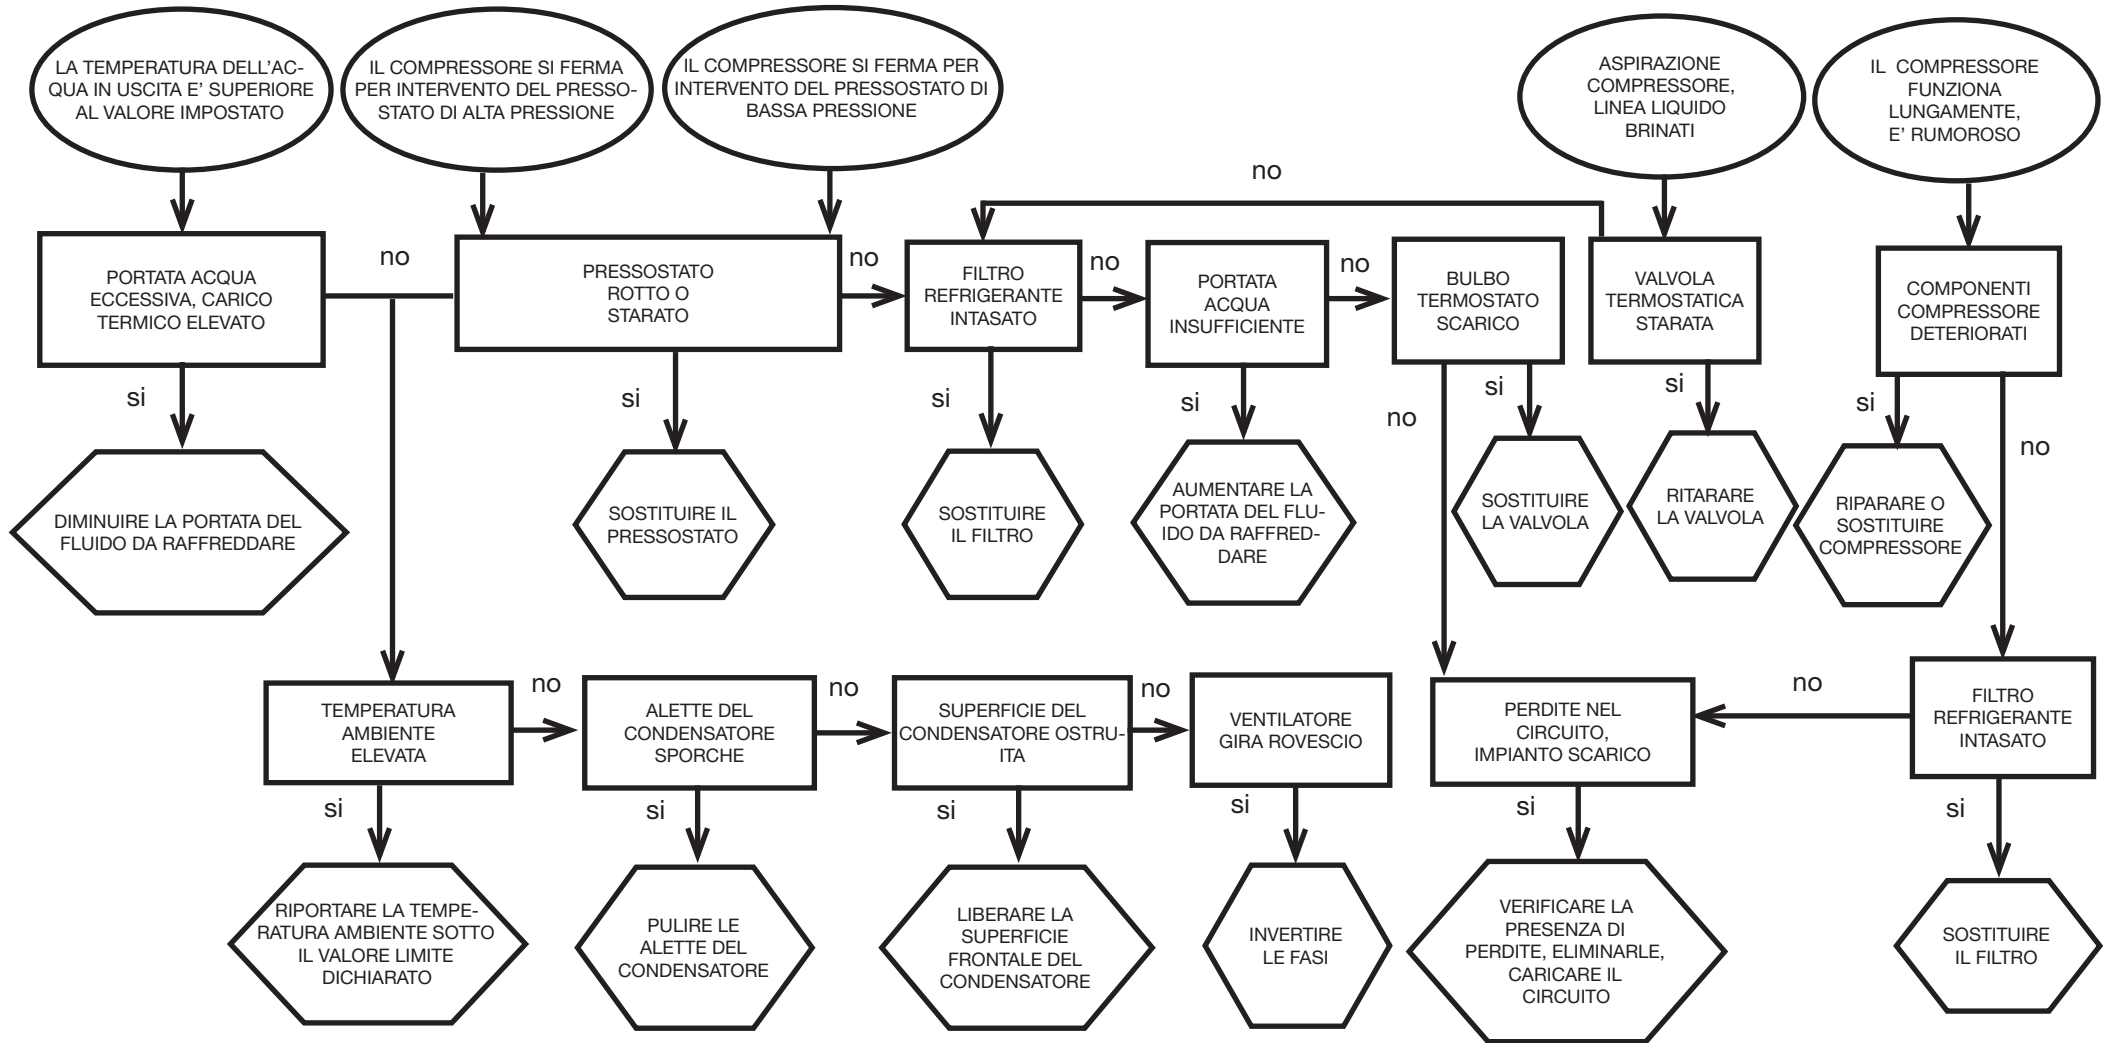 LA TEMPERATURA DELL'AC-
QUA IN USCITA E' SUPERIORE
AL VALORE IMPOSTATO
IL COMPRESSORE SI FERMA
PER INTERVENTO DEL PRESSO-
STATO DI ALTA PRESSIONE
IL COMPRESSORE SI FERMA PER
INTERVENTO DEL PRESSOSTATO DI
BASSA PRESSIONE
ASPIRAZIONE
COMPRESSORE,
LINEA LIQUIDO
BRINATI
IL COMPRESSORE
FUNZIONA
LUNGAMENTE,
E' RUMOROSO
no
PORTATA ACQUA
ECCESSIVA, CARICO
TERMICO ELEVATO
no
PRESSOSTATO
ROTTO O
STARATO
no
FILTRO
REFRIGERANTE
INTASATO
no
PORTATA
ACQUA
INSUFFICIENTE
no
BULBO
TERMOSTATO
SCARICO
VALVOLA
TERMOSTATICA
STARATA
COMPONENTI
COMPRESSORE
DETERIORATI
si
si
si
si
no
si
si
si
no
DIMINUIRE LA PORTATA DEL
FLUIDO DA RAFFREDDARE
SOSTITUIRE IL
PRESSOSTATO
SOSTITUIRE
IL FILTRO
AUMENTARE LA
PORTATA DEL FLU-
IDO DA RAFFRED-
DARE
SOSTITUIRE
LA VALVOLA
RITARARE
LA VALVOLA
RIPARARE O
SOSTITUIRE
COMPRESSORE
TEMPERATURA
AMBIENTE
ELEVATA
no
ALETTE DEL
CONDENSATORE
SPORCHE
no
SUPERFICIE DEL
CONDENSATORE OSTRU-
ITA
no
VENTILATORE
GIRA ROVESCIO
PERDITE NEL
CIRCUITO,
IMPIANTO SCARICO
no
FILTRO
REFRIGERANTE
INTASATO
si
si
si
si
si
si
RIPORTARE LA TEMPE-
RATURA AMBIENTE SOTTO
IL VALORE LIMITE
DICHIARATO
PULIRE LE
ALETTE DEL
CONDENSATORE
LIBERARE LA
SUPERFICIE
FRONTALE DEL
CONDENSATORE
INVERTIRE
LE FASI
VERIFICARE LA
PRESENZA DI
PERDITE, ELIMINARLE,
CARICARE IL
CIRCUITO
SOSTITUIRE
IL FILTRO